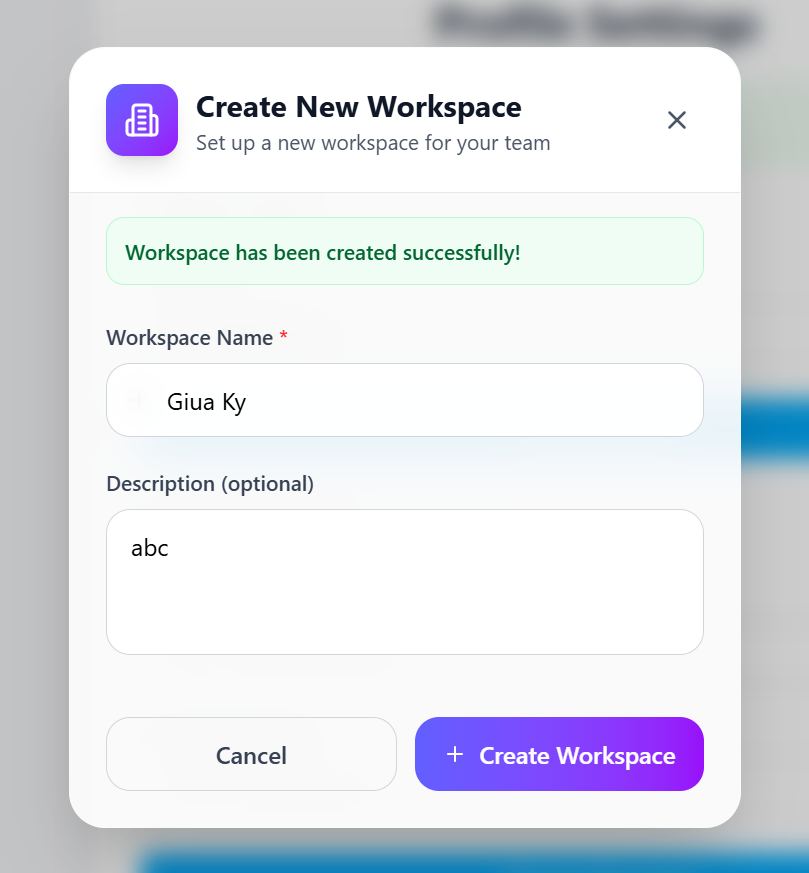 Profile Settings
Create New Workspace
Set up a new workspace for your team
Workspace has been created successfully!
Workspace Name *
Giua Ky
Description (optional)
abc
Cancel
+ Create Workspace